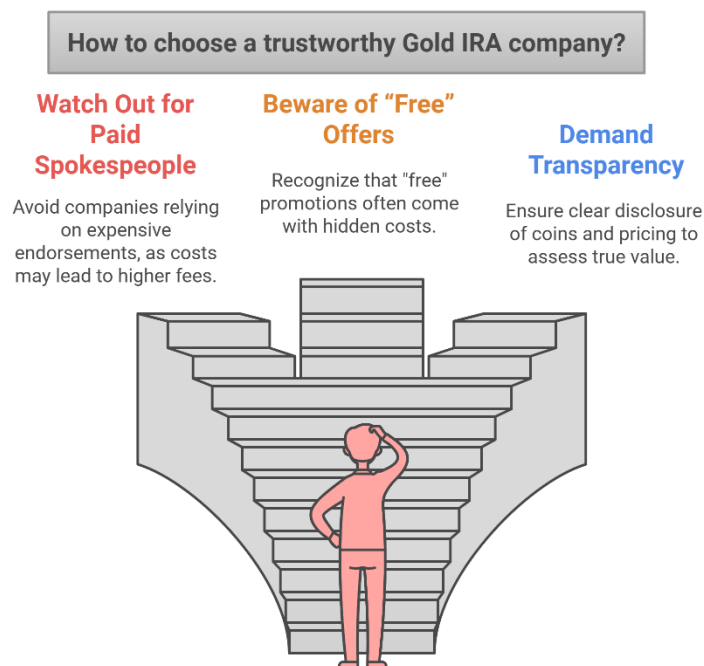 How to choose a trustworthy Gold IRA company?
Watch Out for
Paid
Spokespeople
Avoid companies relying
on expensive
endorsements, as costs
may lead to higher fees.
Beware of “Free”
Offers
Recognize that "free"
promotions often come
with hidden costs.
Demand
Transparency
Ensure clear disclosure
of coins and pricing to
assess true value.